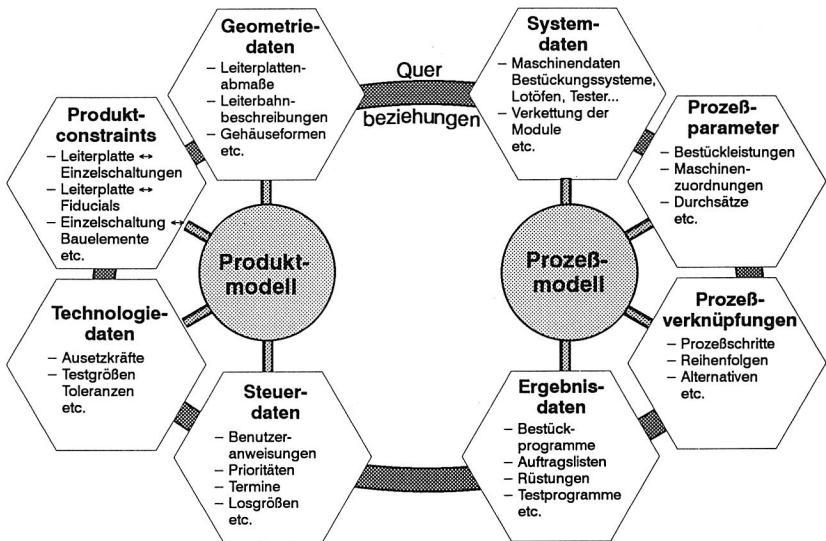 Geometrie-
daten
– Leiterplatten-
abmaße
– Leiterbahn-
beschreibungen
– Gehäuseformen
etc.
Quer
beziehungen
System-
daten
– Maschinendaten
Bestückungssysteme,
Lotöfen, Tester...
– Verkettung der
Module
etc.
Produkt-
constraints
– Leiterplatte ↔
Einzelschaltungen
– Leiterplatte ↔
Fiducials
– Einzelschaltung ↔
Bauelemente
etc.
Prozeß-
parameter
– Bestückleistungen
– Maschinen-
zuordnungen
– Durchsätze
etc.
Produkt-
modell
Prozeß-
modell
Technologie-
daten
– Ausetzkräfte
– Testgrößen
Toleranzen
etc.
Prozeß-
verknüpfungen
– Prozeßschritte
– Reihenfolgen
– Alternativen
etc.
Steuer-
daten
– Benutzer-
anweisungen
– Prioritäten
– Termine
– Losgrößen
etc.
Ergebnis-
daten
– Bestück-
programme
– Auftragslisten
– Rüstungen
– Testprogramme
etc.